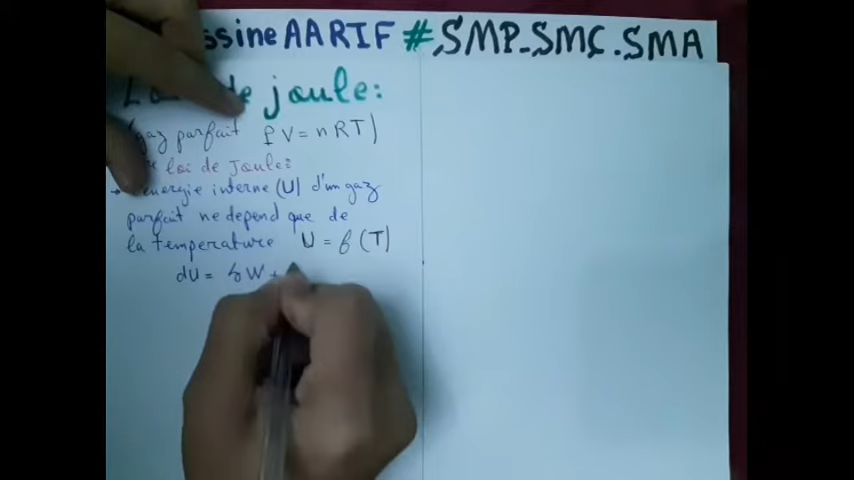 ssine AARIF #SMP_SMC.SMA
de joule:
gaz parfait PV = nRT)
loi de Joule:
l'energie interne (U) d'un gaz
parfait ne depend que de
la temperature U = f(T)
dU = δW +